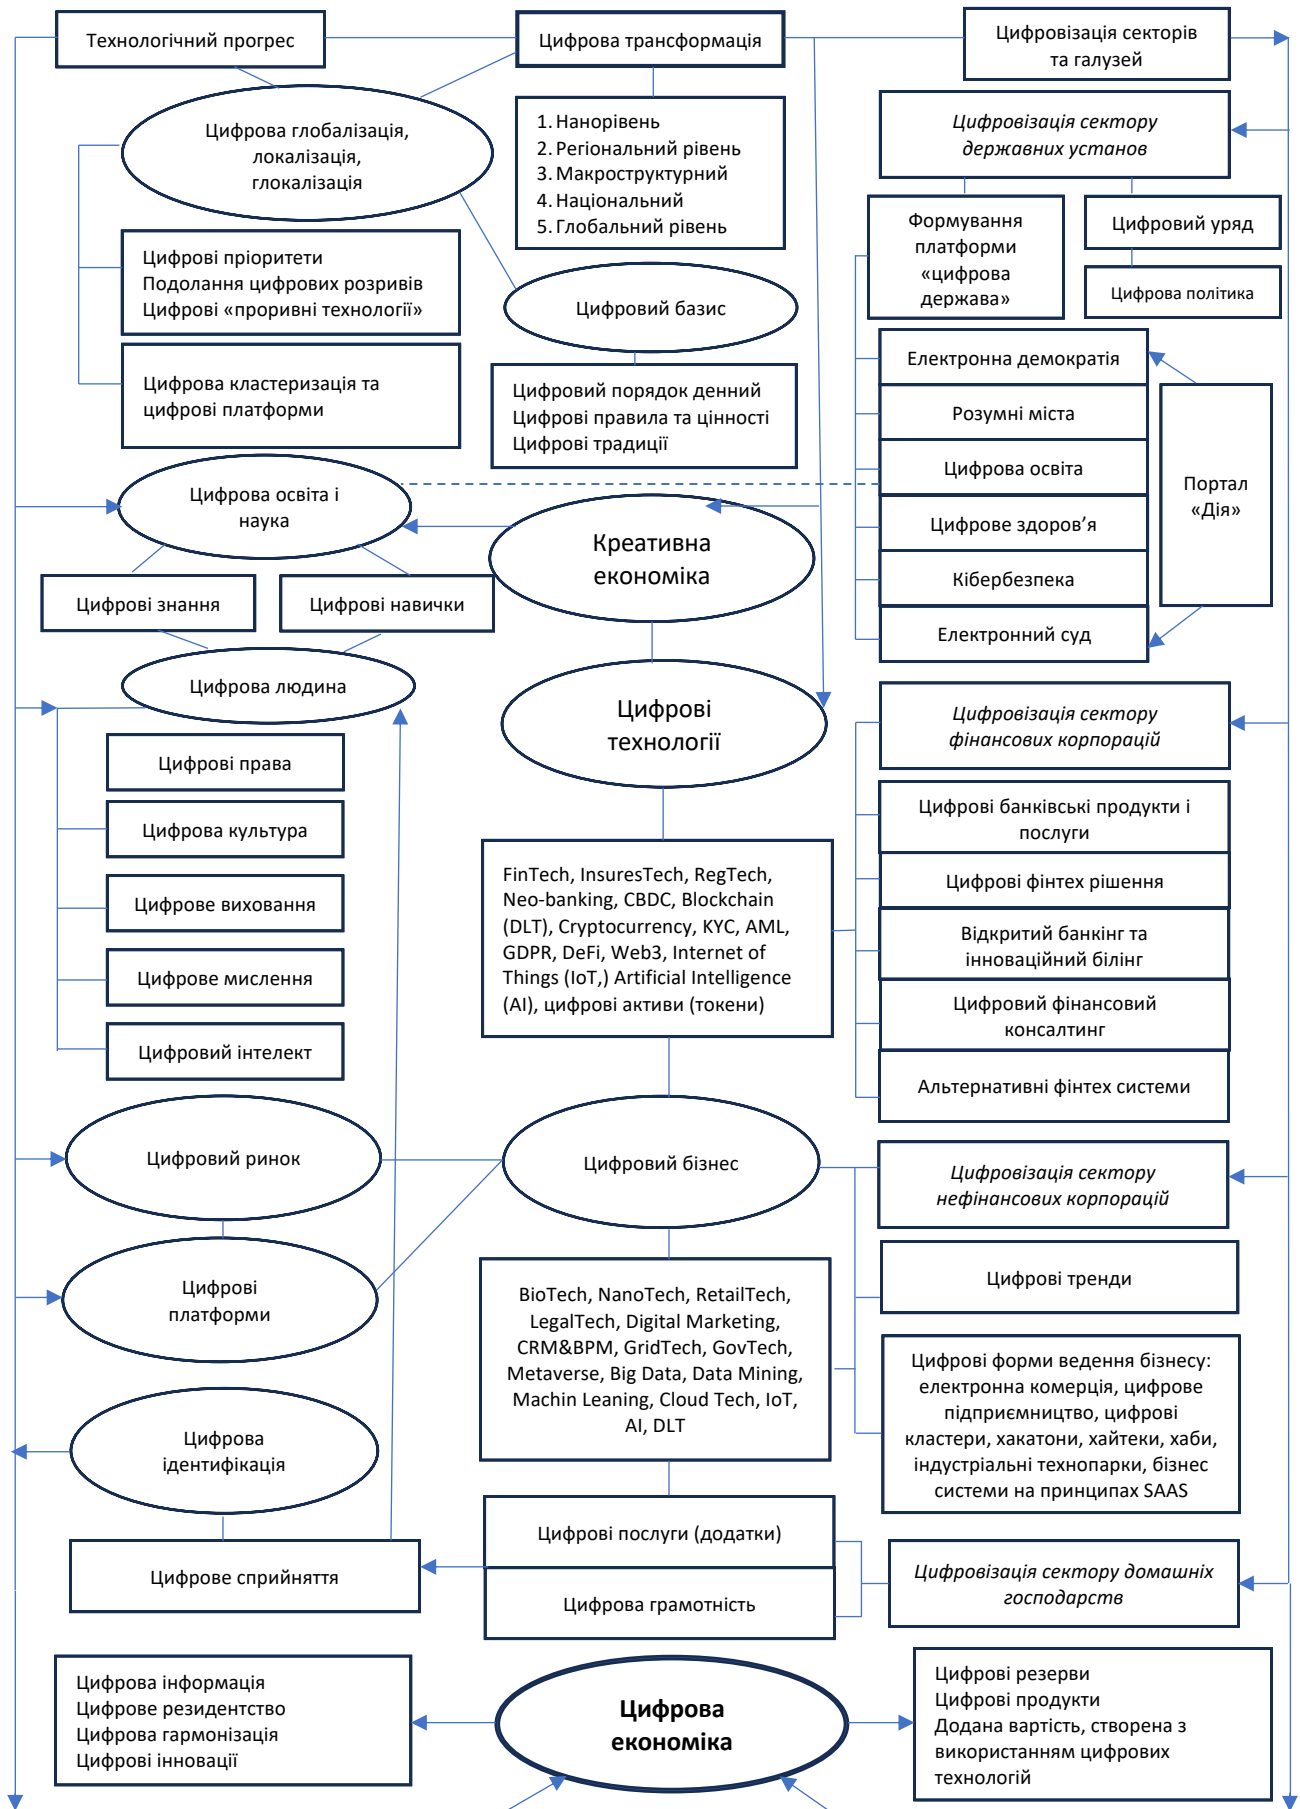 Технологічний прогрес
Цифрова трансформація
Цифровізація секторів
та галузей
Цифрова глобалізація,
локалізація,
глокалізація
1. Нанорівень
2. Регіональний рівень
3. Макроструктурний
4. Національний
5. Глобальний рівень
Цифровізація сектору
державних установ
Формування
платформи
«цифрова
держава»
Цифровий уряд
Цифрова політика
Цифрові пріоритети
Подолання цифрових розривів
Цифрові «проривні технології»
Цифровий базис
Цифрова кластеризація та
цифрові платформи
Цифровий порядок денний
Цифрові правила та цінності
Цифрові традиції
Електронна демократія
Розумні міста
Цифрова освіта
Цифрове здоров’я
Кібербезпека
Електронний суд
Портал
«Дія»
Цифрова освіта і
наука
Креативна
економіка
Цифрові знання
Цифрові навички
Цифрова людина
Цифрові
технології
Цифровізація сектору
фінансових корпорацій
Цифрові права
Цифрова культура
Цифрове виховання
Цифрове мислення
Цифровий інтелект
FinTech, InsuresTech, RegTech,
Neo-banking, CBDC, Blockchain
(DLT), Cryptocurrency, KYC, AML,
GDPR, DeFi, Web3, Internet of
Things (IoT,) Artificial Intelligence
(AI), цифрові активи (токени)
Цифрові банківські продукти і
послуги
Цифрові фінтех рішення
Відкритий банкінг та
інноваційний білінг
Цифровий фінансовий
консалтинг
Альтернативні фінтех системи
Цифровий ринок
Цифровий бізнес
Цифровізація сектору
нефінансових корпорацій
Цифрові
платформи
BioTech, NanoTech, RetailTech,
LegalTech, Digital Marketing,
CRM&BPM, GridTech, GovTech,
Metaverse, Big Data, Data Mining,
Machin Leaning, Cloud Tech, IoT,
AI, DLT
Цифрові тренди
Цифрові форми ведення бізнесу:
електронна комерція, цифрове
підприємництво, цифрові
кластери, хакатони, хайтеки, хаби,
індустріальні технопарки, бізнес
системи на принципах SAAS
Цифрова
ідентифікація
Цифрове сприйняття
Цифрові послуги (додатки)
Цифрова грамотність
Цифровізація сектору домашніх
господарств
Цифрова інформація
Цифрове резидентство
Цифрова гармонізація
Цифрові інновації
Цифрова
економіка
Цифрові резерви
Цифрові продукти
Додана вартість, створена з
використанням цифрових
технологій